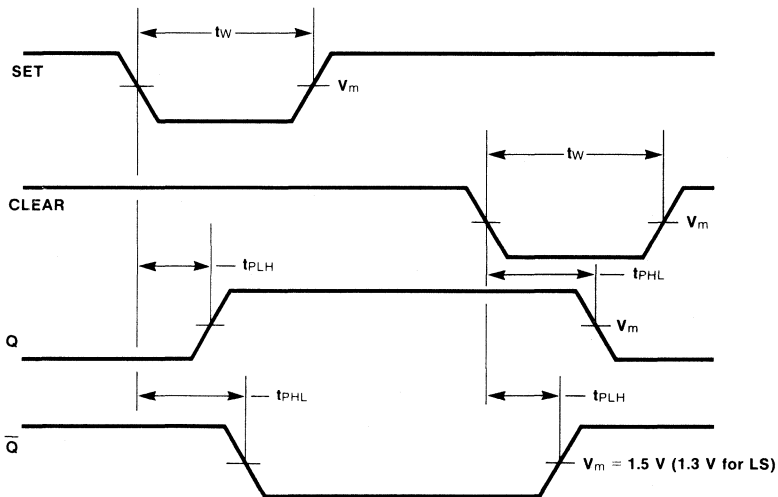 tW
SET
Vm
tW
CLEAR
Vm
tPLH
tPHL
Q
Vm
tPHL
tPLH
Q̅
Vm = 1.5 V (1.3 V for LS)